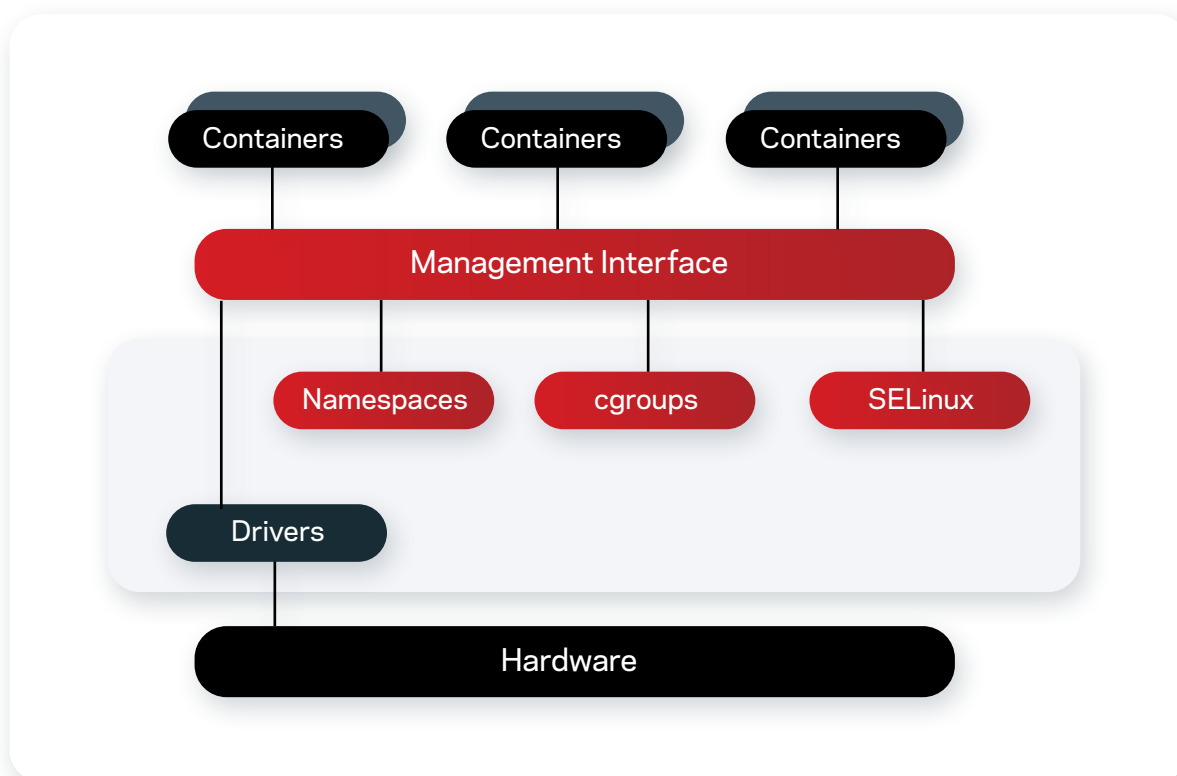 Containers
Containers
Containers
Management Interface
Namespaces
cgroups
SELinux
Drivers
Hardware